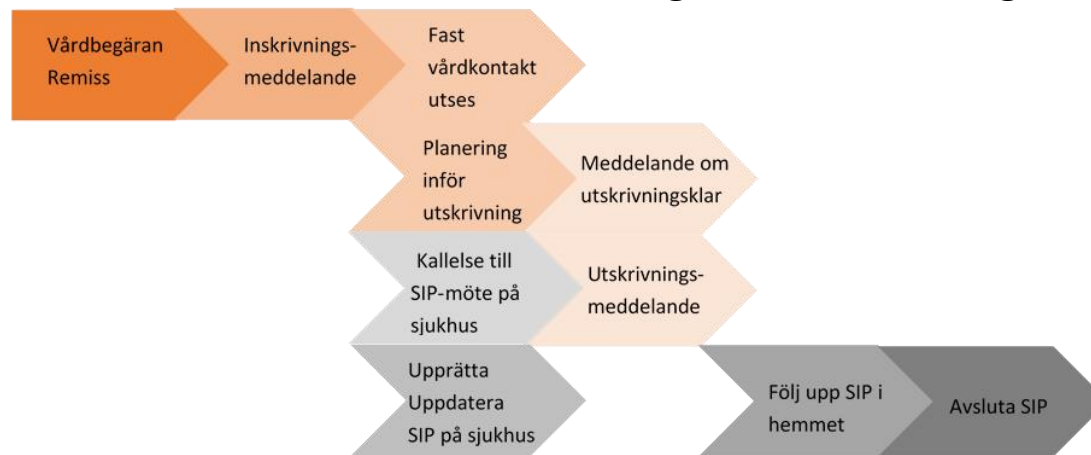 Vårdbegäran
Remiss
Inskrivnings-
meddelande
Fast
vårdkontakt
utses
Planering
inför
utskrivning
Meddelande om
utskrivningsklar
Kallelse till
SIP-möte på
sjukhus
Utskrivnings-
meddelande
Upprätta
Uppdatera
SIP på sjukhus
Följ upp SIP i
hemmet
Avsluta SIP